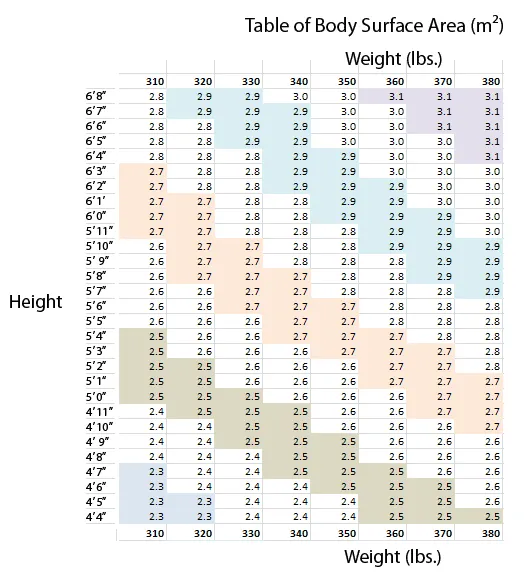 Table of Body Surface Area (m²)
Weight (lbs.)
310 320 330 340 350 360 370 380
6'8" 2.8 2.9 2.9 3.0 3.0 3.1 3.1 3.1
6'7" 2.8 2.9 2.9 2.9 3.0 3.0 3.1 3.1
6'6" 2.8 2.8 2.9 2.9 3.0 3.0 3.1 3.1
6'5" 2.8 2.8 2.9 2.9 3.0 3.0 3.0 3.1
6'4" 2.8 2.8 2.8 2.9 2.9 3.0 3.0 3.1
6'3" 2.7 2.8 2.8 2.9 2.9 3.0 3.0 3.0
6'2" 2.7 2.8 2.8 2.9 2.9 2.9 3.0 3.0
6'1' 2.7 2.7 2.8 2.8 2.9 2.9 3.0 3.0
6'0" 2.7 2.7 2.8 2.8 2.9 2.9 2.9 3.0
5'11" 2.7 2.7 2.8 2.8 2.8 2.9 2.9 3.0
5'10" 2.6 2.7 2.7 2.8 2.8 2.9 2.9 2.9
5' 9" 2.6 2.7 2.7 2.8 2.8 2.8 2.9 2.9
5'8" 2.6 2.7 2.7 2.7 2.8 2.8 2.9 2.9
5'7" 2.6 2.6 2.7 2.7 2.8 2.8 2.8 2.9
Height
5'6" 2.6 2.6 2.7 2.7 2.7 2.8 2.8 2.8
5'5" 2.6 2.6 2.6 2.7 2.7 2.8 2.8 2.8
5'4" 2.5 2.6 2.6 2.7 2.7 2.7 2.8 2.8
5'3" 2.5 2.6 2.6 2.6 2.7 2.7 2.7 2.8
5'2" 2.5 2.5 2.6 2.6 2.6 2.7 2.7 2.8
5'1" 2.5 2.5 2.6 2.6 2.6 2.7 2.7 2.7
5'0" 2.5 2.5 2.5 2.6 2.6 2.6 2.7 2.7
4'11" 2.4 2.5 2.5 2.5 2.6 2.6 2.7 2.7
4'10" 2.4 2.4 2.5 2.5 2.6 2.6 2.6 2.7
4' 9" 2.4 2.4 2.5 2.5 2.5 2.6 2.6 2.6
4'8" 2.4 2.4 2.4 2.5 2.5 2.6 2.6 2.6
4'7" 2.3 2.4 2.4 2.5 2.5 2.5 2.6 2.6
4'6" 2.3 2.4 2.4 2.4 2.5 2.5 2.5 2.6
4'5" 2.3 2.3 2.4 2.4 2.4 2.5 2.5 2.6
4'4" 2.3 2.3 2.4 2.4 2.4 2.5 2.5 2.5
310 320 330 340 350 360 370 380
Weight (lbs.)